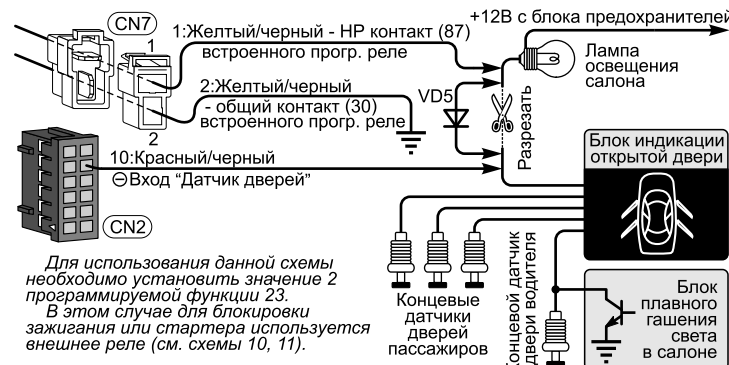 CN7
1
1:Желтый/черный - НР контакт (87)
встроенного прогр. реле
2:Желтый/черный
- общий контакт (30)
встроенного прогр. реле
2
+12В с блока предохранителей
Лампа
освещения
салона
VD5
Разрезать
10:Красный/черный
⊖Вход “Датчик дверей”
CN2
Блок индикации
открытой двери
Для использования данной схемы
необходимо установить значение 2
программируемой функции 23.
В этом случае для блокировки
зажигания или стартера используется
внешнее реле (см. схемы 10, 11).
Концевые
датчики
дверей
пассажиров
Концевой датчик
двери водителя
Блок
плавного
гашения
света
в салоне